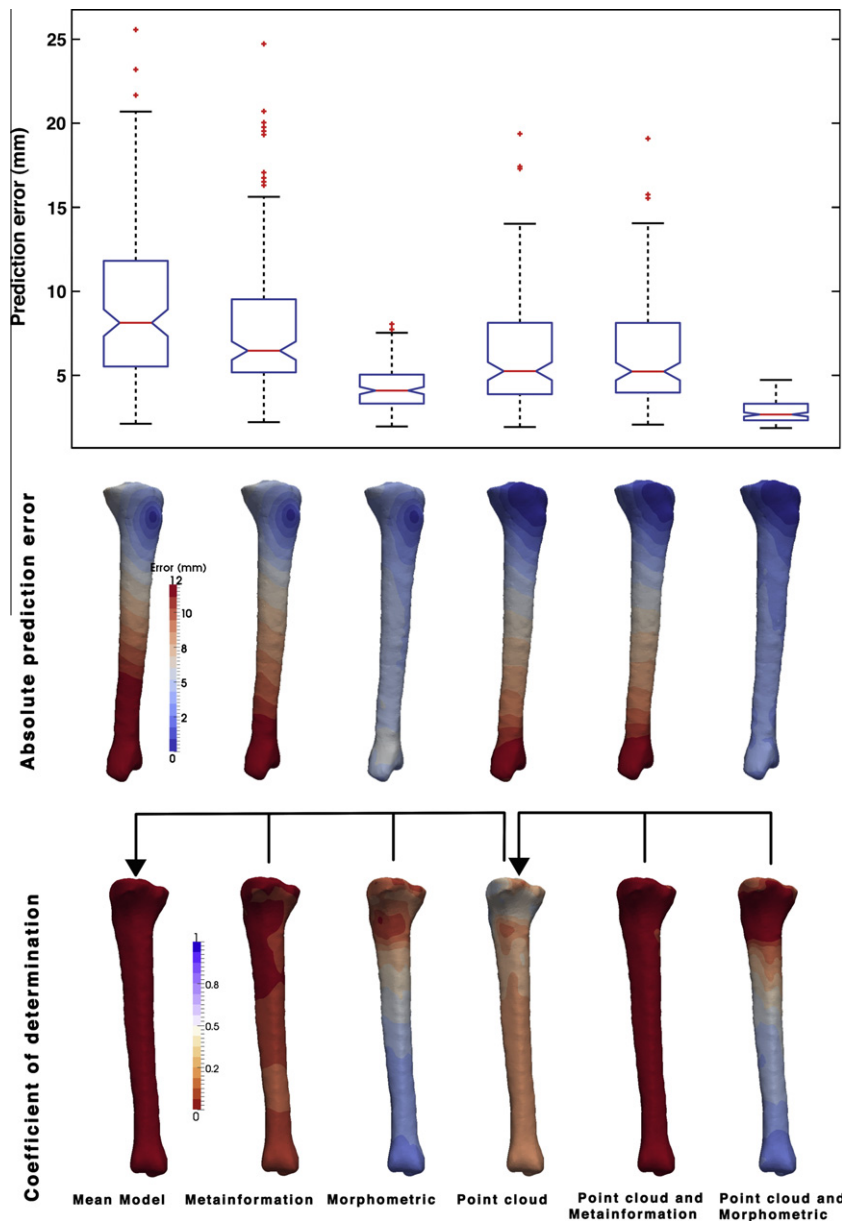 25
20
15
10
5
Prediction error (mm)
Absolute prediction error
Error (mm)
12
10
8
5
2
0
Coefficient of determination
1
0.8
0.5
0.2
0
Mean Model
Metainformation
Morphometric
Point cloud
Point cloud and
Metainformation
Point cloud and
Morphometric